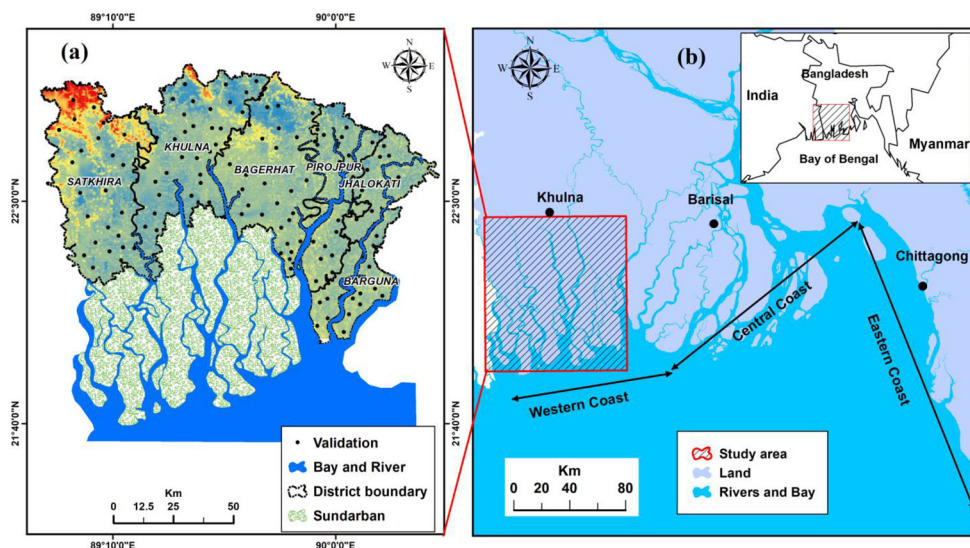 89°10'0"E
90°0'0"E
(a)
N
W
E
S
KHULNA
BAGERHAT
PIROJPUR
JHALOKATI
SATKHIRA
BARGUNA
22°30'0"N
21°40'0"N
Validation
Bay and River
District boundary
Sundarban
Km
0 12.5 25 50
89°10'0"E
90°0'0"E
22°30'0"N
21°40'0"N
N
W
E
S
(b)
Bangladesh
India
Myanmar
Bay of Bengal
Khulna
Barisal
Chittagong
Central Coast
Eastern Coast
Western Coast
Km
0 20 40 60 80
Study area
Land
Rivers and Bay